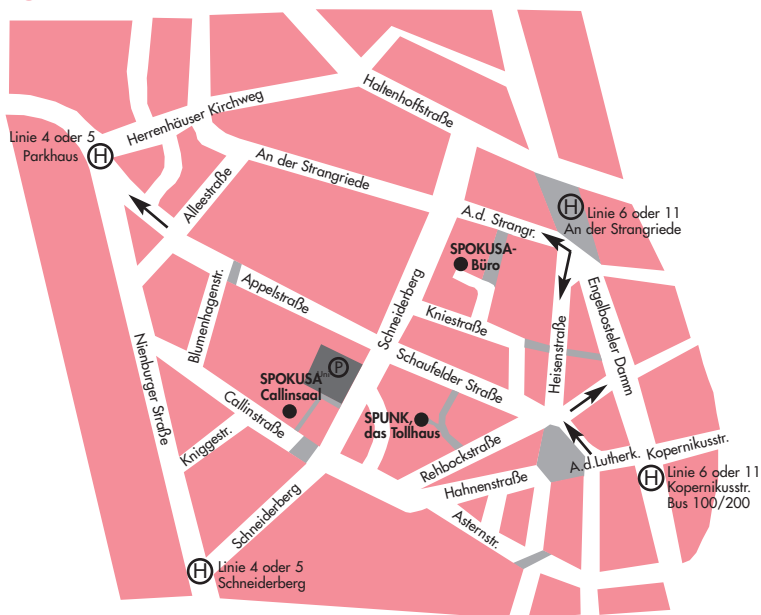 Haltenhoffstraße
Herrenhäuser Kirchweg
Linie 4 oder 5
Parkhaus
H
An der Strangriede
Alleestraße
A.d. Strangr.
H
Linie 6 oder 11
An der Strangriede
SPOKUSA-
Büro
Schneiderberg
Appelstraße
Blumenhagenstr.
Kniestraße
Heisenstraße
Engelbosteler Damm
Nienburger Straße
P
Schaufelder Straße
SPOKUSA
Callinsaal
Callinstraße
SPUNK,
das Tollhaus
Kniggestr.
Rehbockstraße
A.d.Lutherk.
Kopernikusstr.
Hahnenstraße
H
Linie 6 oder 11
Kopernikusstr.
Bus 100/200
Schneiderberg
Asternstr.
H
Linie 4 oder 5
Schneiderberg